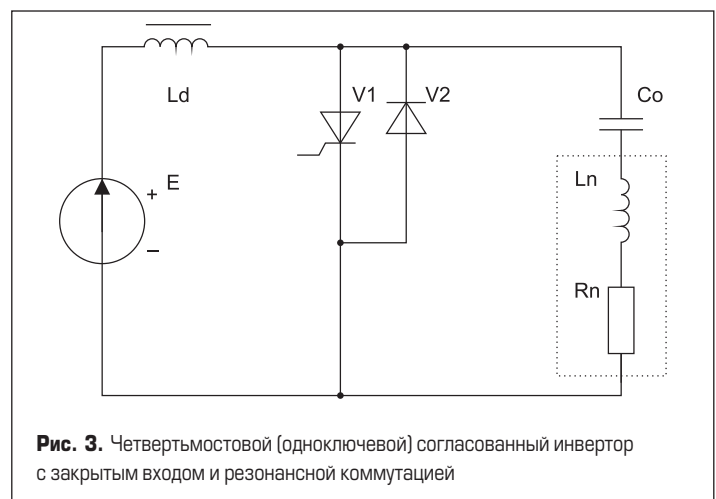 Ld
V1
V2
Co
+
E
−
Ln
Rn
Рис. 3. Четвертьмостовой (одноключевой) согласованный инвертор
с закрытым входом и резонансной коммутацией